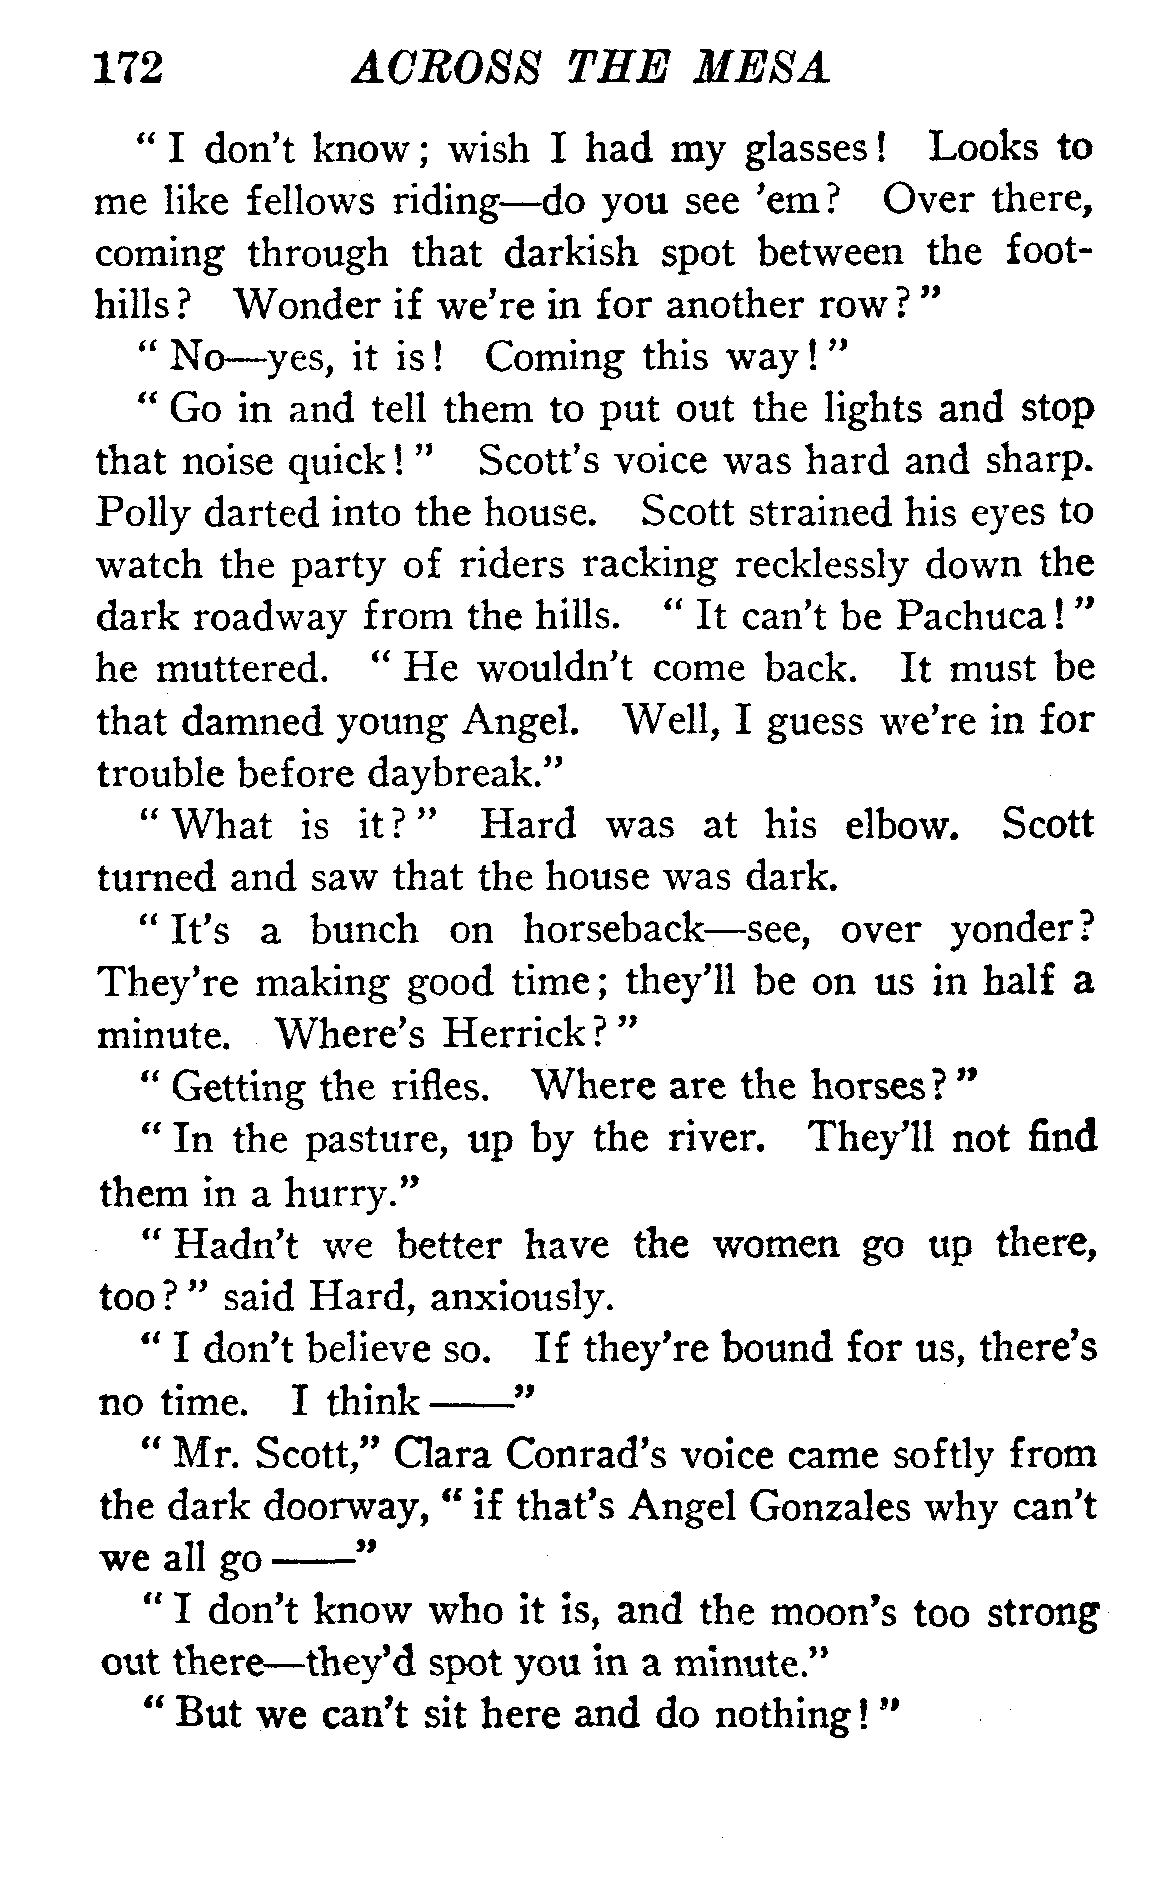 172 ACROSS THE MESA
" I don't know; wish I had my glasses! Looks to
me like fellows riding—do you see 'em? Over there,
coming through that darkish spot between the foot-
hills? Wonder if we're in for another row?"
" No—yes, it is! Coming this way!"
" Go in and tell them to put out the lights and stop
that noise quick!" Scott's voice was hard and sharp.
Polly darted into the house. Scott strained his eyes to
watch the party of riders racking recklessly down the
dark roadway from the hills. " It can't be Pachuca!"
he muttered. " He wouldn't come back. It must be
that damned young Angel. Well, I guess we're in for
trouble before daybreak."
" What is it?" Hard was at his elbow. Scott
turned and saw that the house was dark.
" It's a bunch on horseback—see, over yonder?
They're making good time; they'll be on us in half a
minute. Where's Herrick?"
" Getting the rifles. Where are the horses?"
" In the pasture, up by the river. They'll not find
them in a hurry."
" Hadn't we better have the women go up there,
too?" said Hard, anxiously.
" I don't believe so. If they're bound for us, there's
no time. I think ——"
" Mr. Scott," Clara Conrad's voice came softly from
the dark doorway, " if that's Angel Gonzales why can't
we all go ——"
" I don't know who it is, and the moon's too strong
out there—they'd spot you in a minute."
" But we can't sit here and do nothing!"